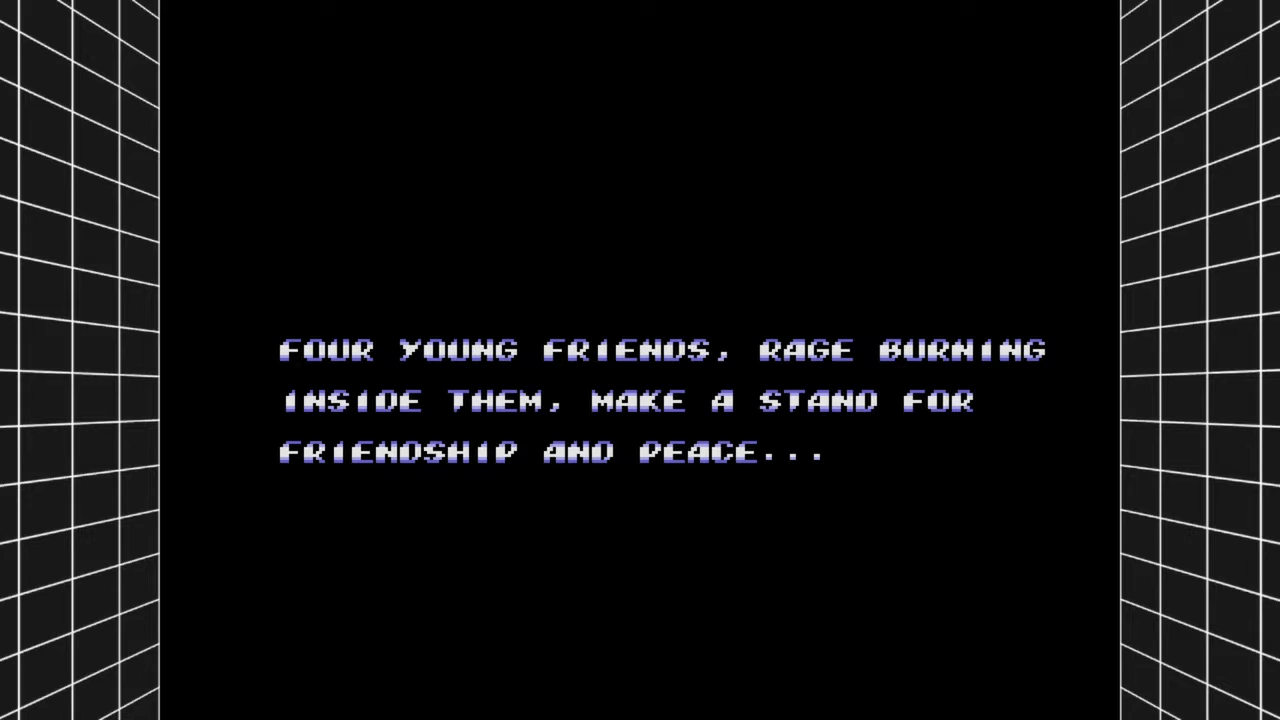 FOUR YOUNG FRIENDS, RAGE BURNING
INSIDE THEM, MAKE A STAND FOR
FRIENDSHIP AND PEACE...